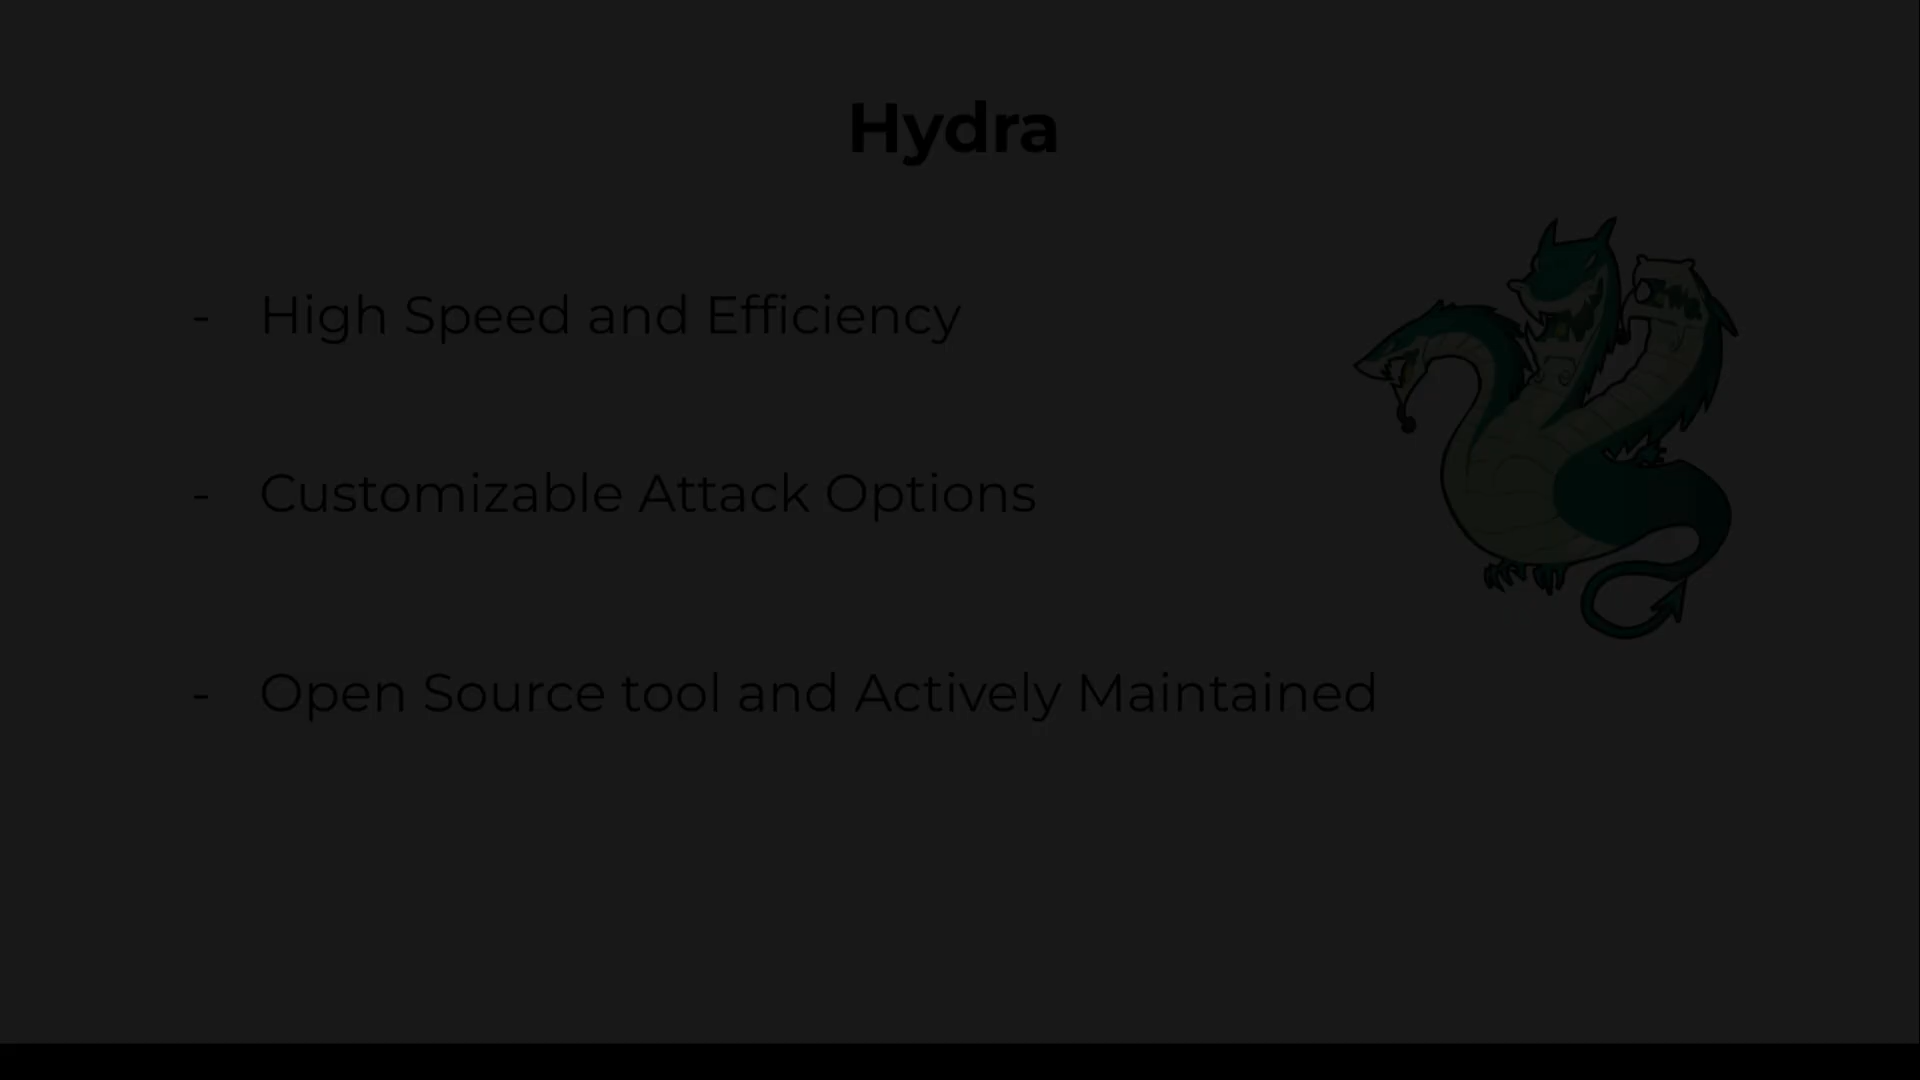 Hydra
- High Speed and Efficiency
- Customizable Attack Options
- Open Source tool and Actively Maintained